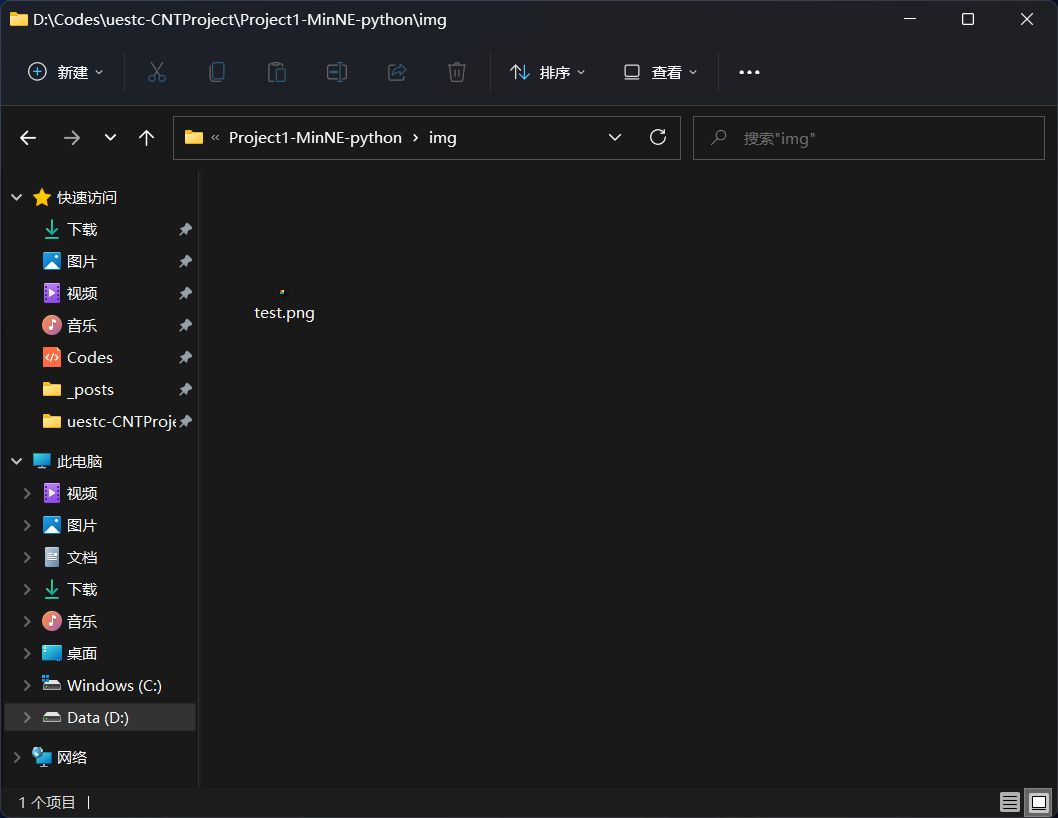 D:\Codes\uestc-CNTProject\Project1-MinNE-python\img
新建 排序 查看
« Project1-MinNE-python › img
搜索"img"
快速访问
下载
图片
视频
音乐
Codes
_posts
uestc-CNTProje
test.png
此电脑
视频
图片
文档
下载
音乐
桌面
Windows (C:)
Data (D:)
网络
1 个项目